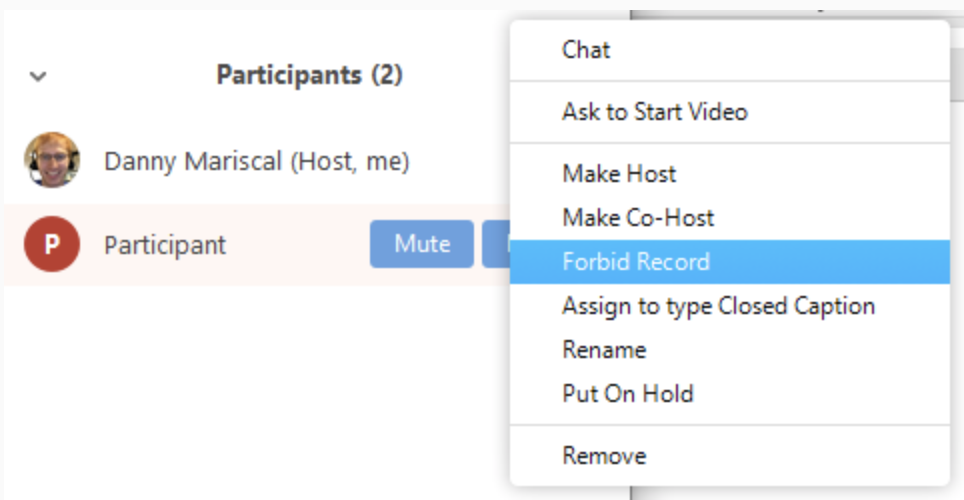 Participants (2)
Danny Mariscal (Host, me)
P Participant Mute
Chat
Ask to Start Video
Make Host
Make Co-Host
Forbid Record
Assign to type Closed Caption
Rename
Put On Hold
Remove